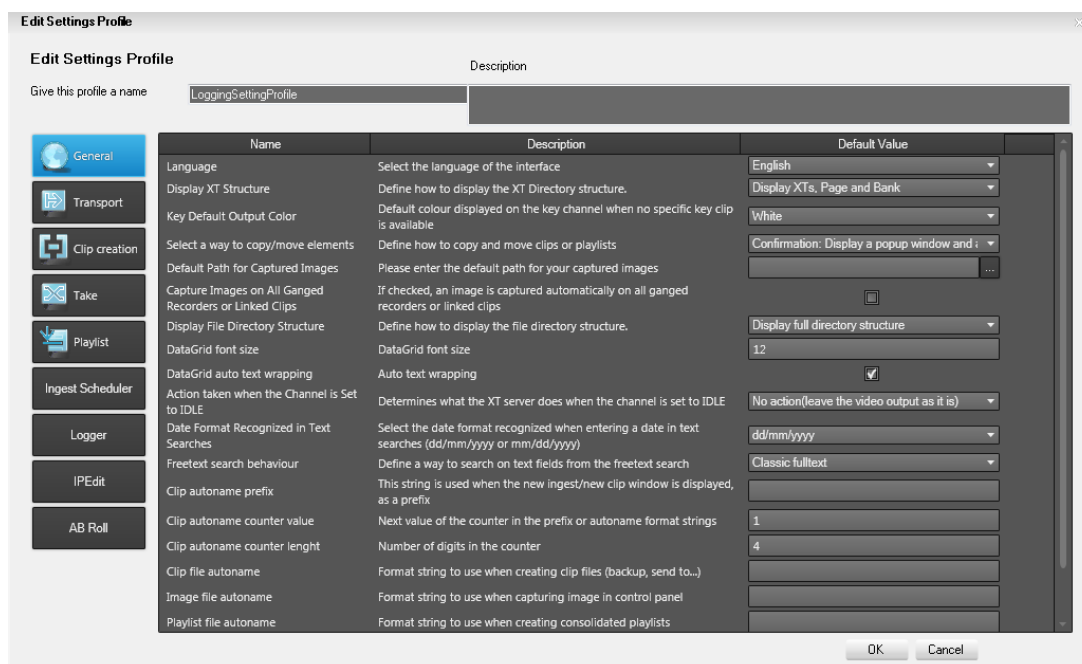 Edit Settings Profile
Edit Settings Profile
Description
Give this profile a name
LoggingSettingProfile
General
Transport
Clip creation
Take
Playlist
Ingest Scheduler
Logger
IPEdit
AB Roll
Name Description Default Value
Language Select the language of the interface English
Display XT Structure Define how to display the XT Directory structure. Display XTs, Page and Bank
Key Default Output Color Default colour displayed on the key channel when no specific key clip
is available White
Select a way to copy/move elements Define how to copy and move clips or playlists Confirmation: Display a popup window and a
Default Path for Captured Images Please enter the default path for your captured images ...
Capture Images on All Ganged
Recorders or Linked Clips If checked, an image is captured automatically on all ganged
recorders or linked clips
Display File Directory Structure Define how to display the file directory structure. Display full directory structure
DataGrid font size DataGrid font size 12
DataGrid auto text wrapping Auto text wrapping
Action taken when the Channel is Set
to IDLE Determines what the XT server does when the channel is set to IDLE No action(leave the video output as it is)
Date Format Recognized in Text
Searches Select the date format recognized when entering a date in text
searches (dd/mm/yyyy or mm/dd/yyyy) dd/mm/yyyy
Freetext search behaviour Define a way to search on text fields from the freetext search Classic fulltext
Clip autoname prefix This string is used when the new ingest/new clip window is displayed,
as a prefix
Clip autoname counter value Next value of the counter in the prefix or autoname format strings 1
Clip autoname counter lenght Number of digits in the counter 4
Clip file autoname Format string to use when creating clip files (backup, send to...)
Image file autoname Format string to use when capturing image in control panel
Playlist file autoname Format string to use when creating consolidated playlists
OK Cancel